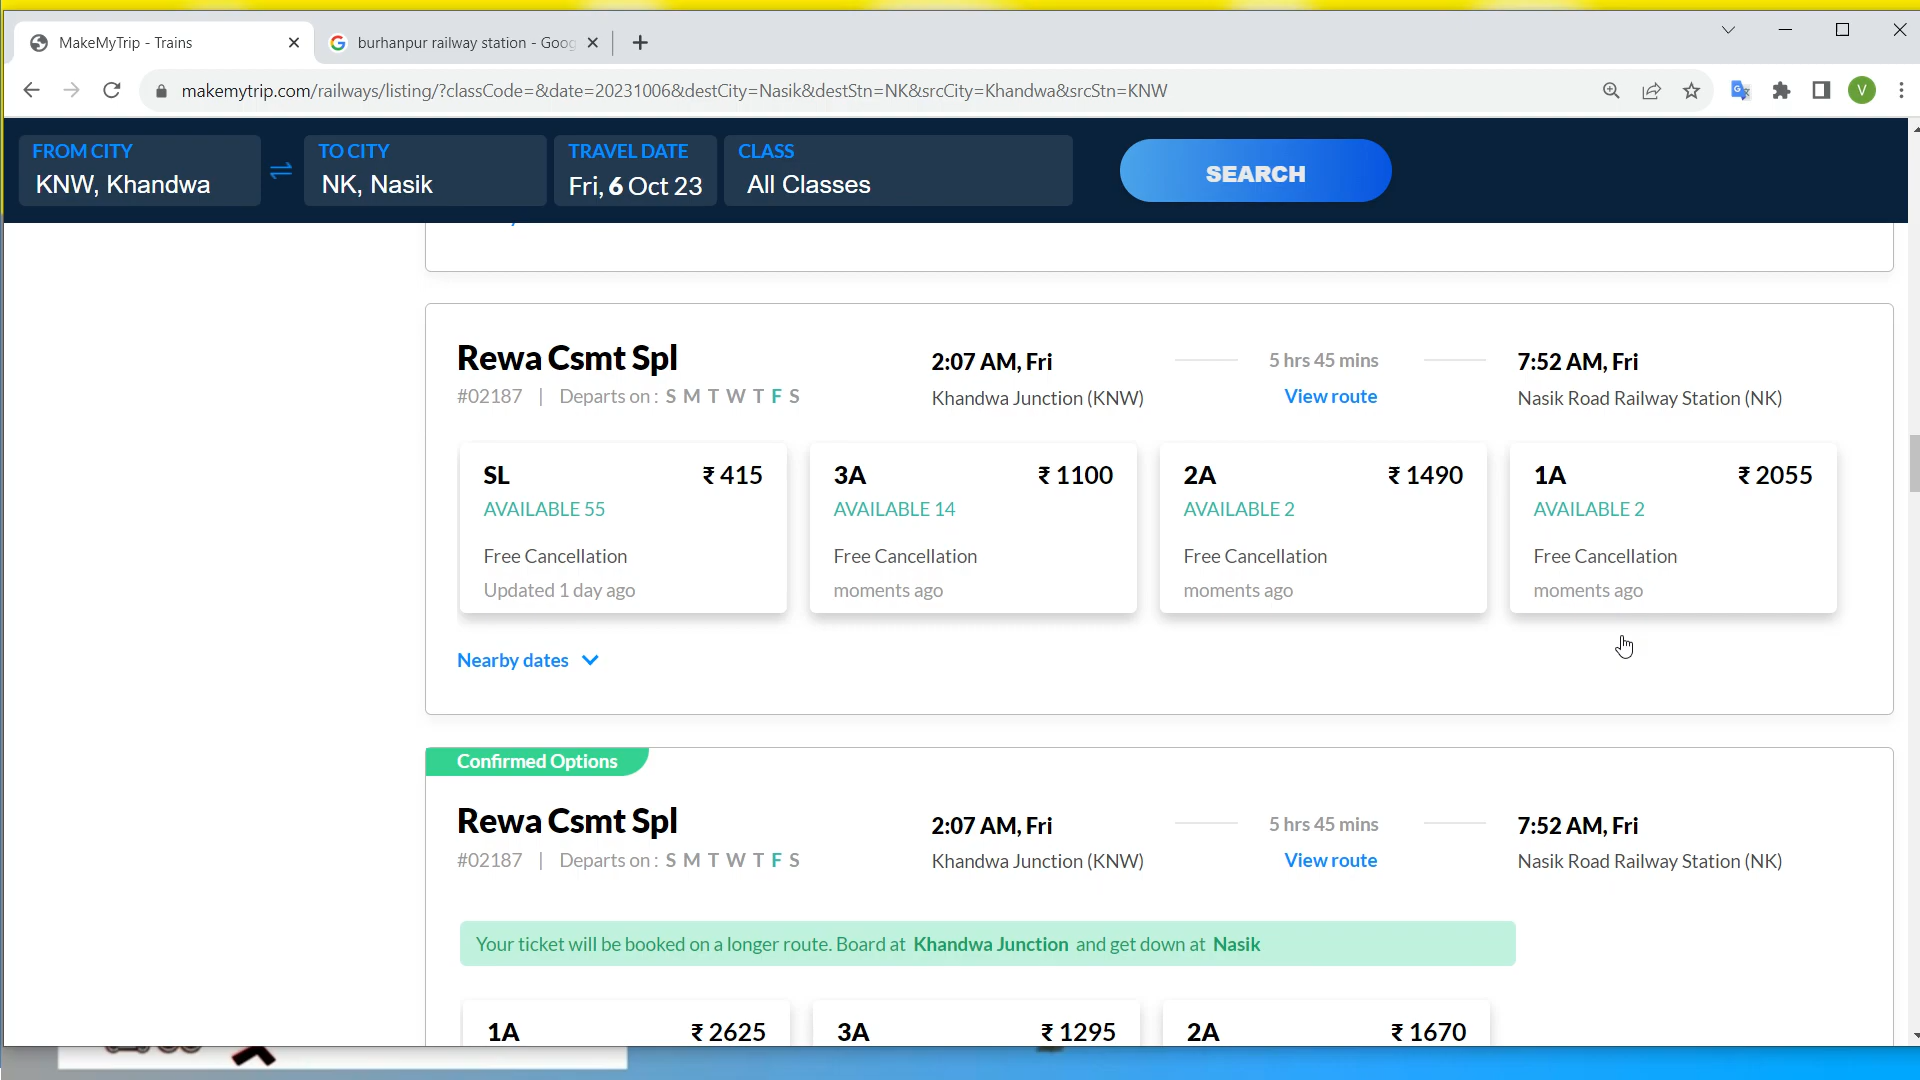 MakeMyTrip - Trains
burhanpur railway station - Goog
makemytrip.com/railways/listing/?classCode=&date=20231006&destCity=Nasik&destStn=NK&srcCity=Khandwa&srcStn=KNW
V
FROM CITY
KNW, Khandwa
TO CITY
NK, Nasik
TRAVEL DATE
Fri, 6 Oct 23
CLASS
All Classes
SEARCH
Rewa Csmt Spl
#02187 | Departs on : S M T W T F S
2:07 AM, Fri
Khandwa Junction (KNW)
5 hrs 45 mins
View route
7:52 AM, Fri
Nasik Road Railway Station (NK)
SL ₹ 415
AVAILABLE 55
Free Cancellation
Updated 1 day ago
3A ₹ 1100
AVAILABLE 14
Free Cancellation
moments ago
2A ₹ 1490
AVAILABLE 2
Free Cancellation
moments ago
1A ₹ 2055
AVAILABLE 2
Free Cancellation
moments ago
Nearby dates
Confirmed Options
Rewa Csmt Spl
#02187 | Departs on : S M T W T F S
2:07 AM, Fri
Khandwa Junction (KNW)
5 hrs 45 mins
View route
7:52 AM, Fri
Nasik Road Railway Station (NK)
Your ticket will be booked on a longer route. Board at Khandwa Junction and get down at Nasik
1A ₹ 2625
3A ₹ 1295
2A ₹ 1670